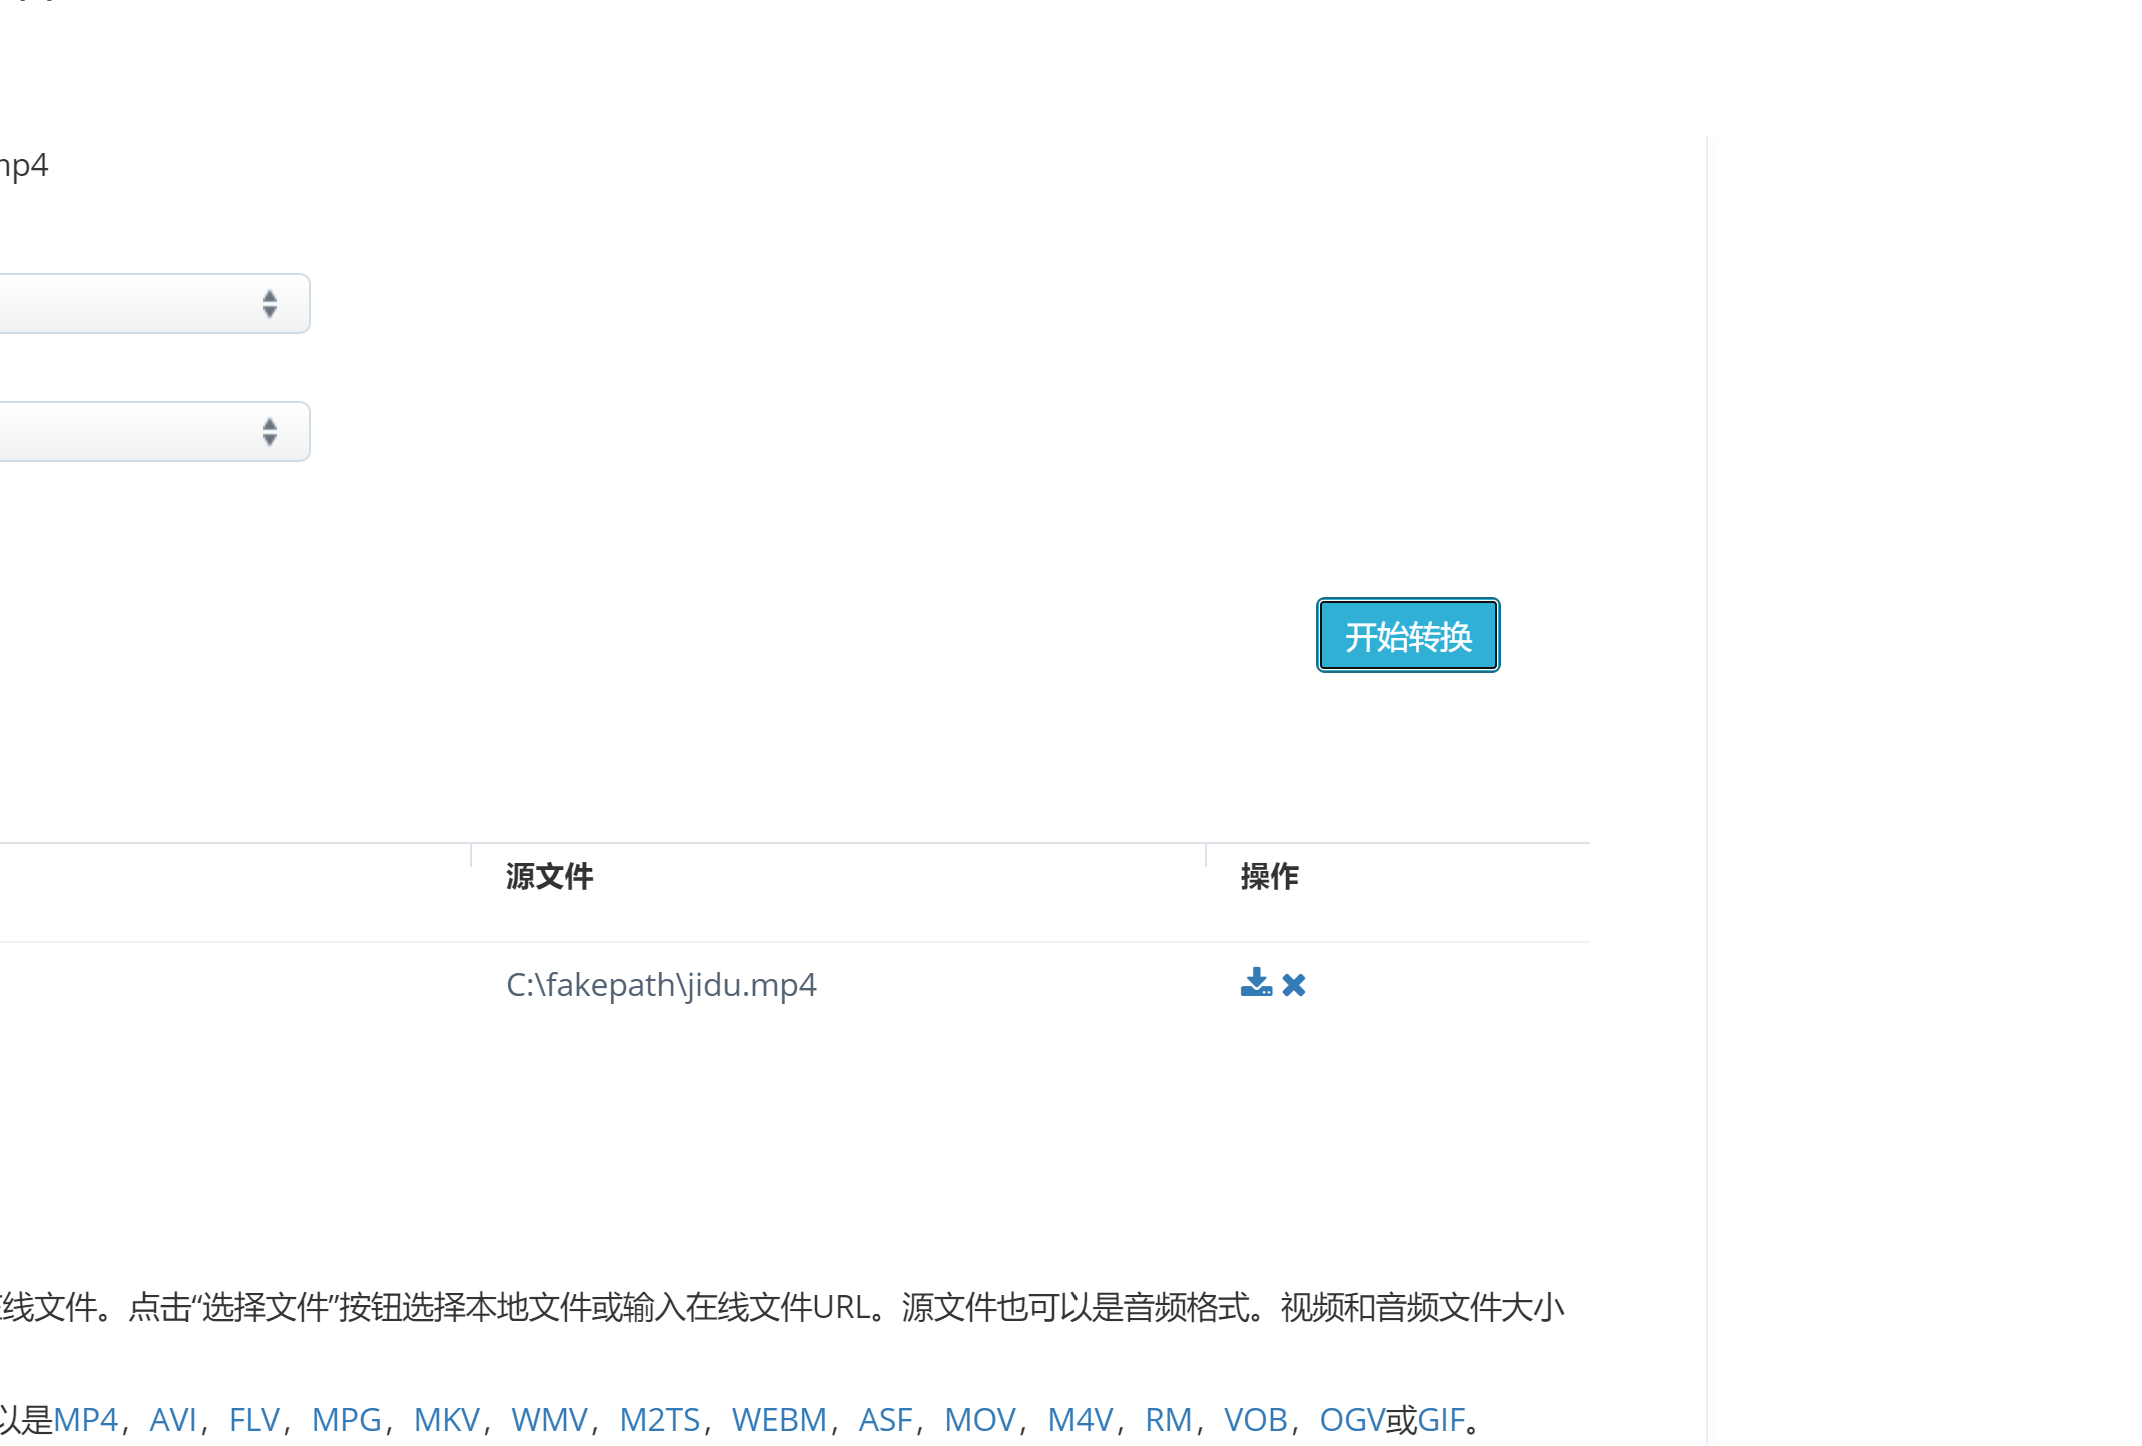 mp4
开始转换
源文件
操作
C:\fakepath\jidu.mp4
线文件。点击“选择文件”按钮选择本地文件或输入在线文件URL。源文件也可以是音频格式。视频和音频文件大小
以是MP4，AVI，FLV，MPG，MKV，WMV，M2TS，WEBM，ASF，MOV，M4V，RM，VOB，OGV或GIF。